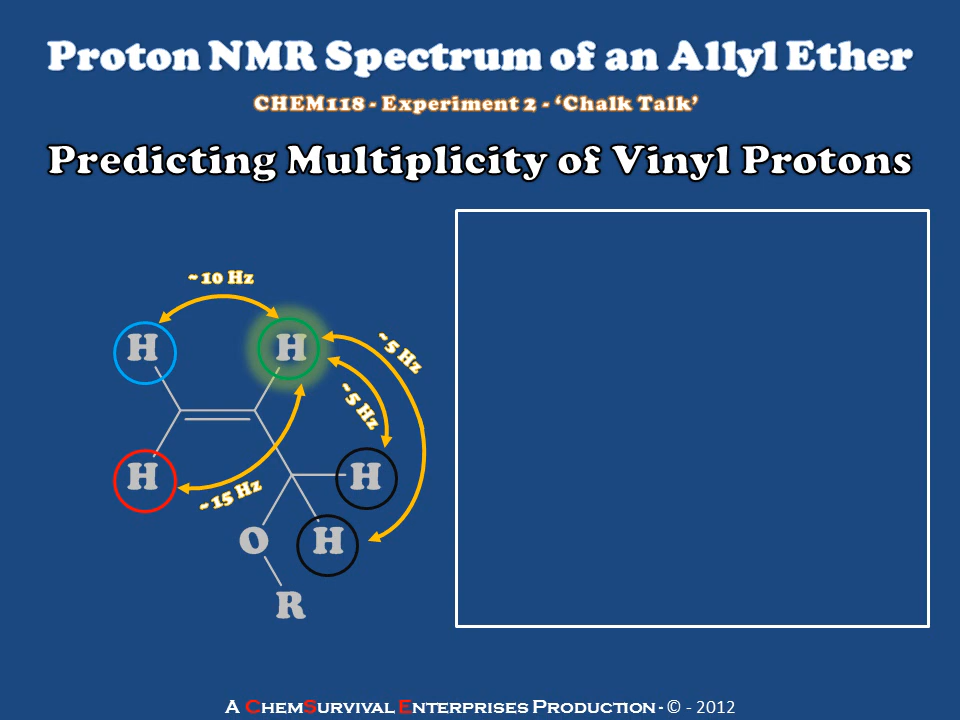 Proton NMR Spectrum of an Allyl Ether
CHEM118 - Experiment 2 - ‘Chalk Talk’
Predicting Multiplicity of Vinyl Protons
~10 Hz
H H
~5 Hz
~5 Hz
H H
~15 Hz
O H
R
A ChemSurvival Enterprises Production - © - 2012